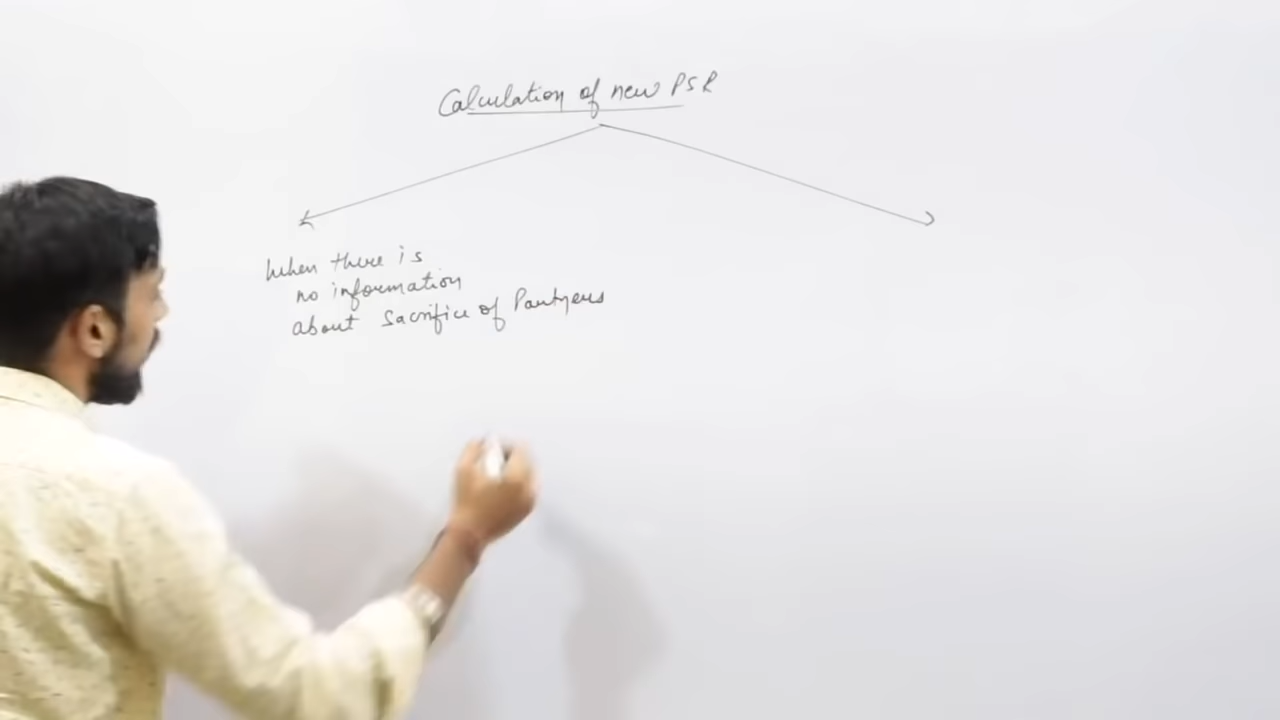 Calculation of new PSR
When there is
no information
about sacrifice of Partners